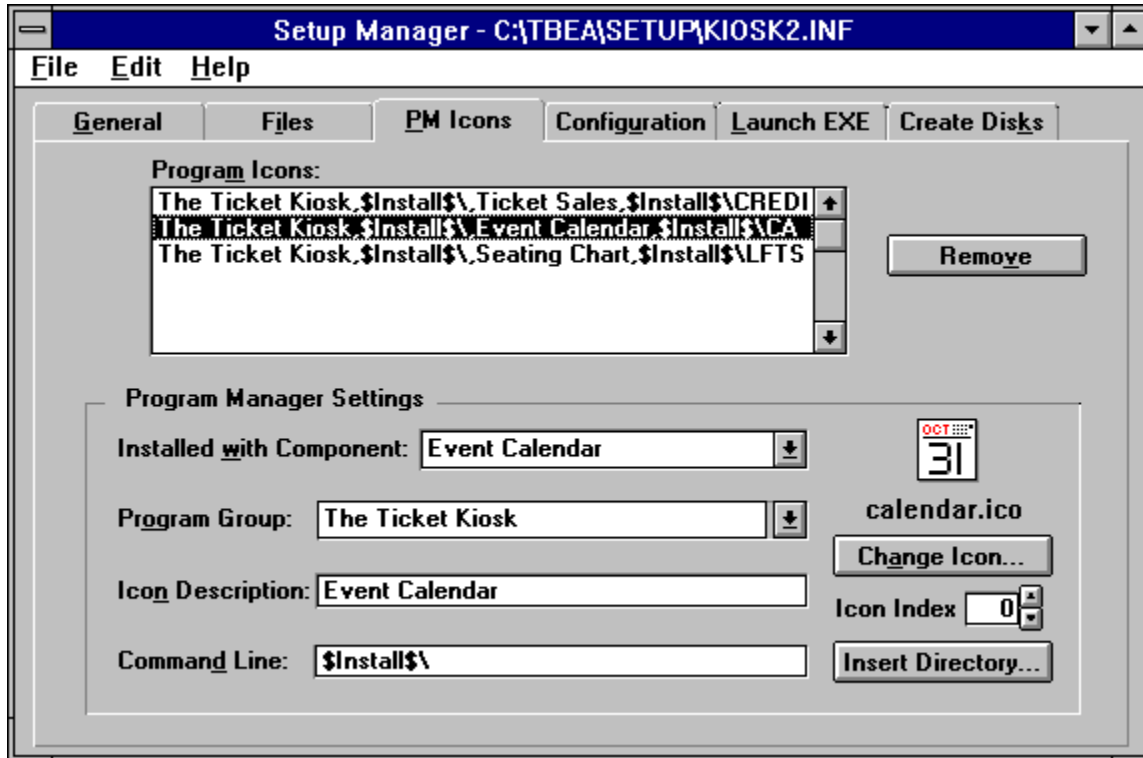 Setup Manager - C:\TBEA\SETUP\KIOSK2.INF
File Edit Help
General Files PM Icons Configuration Launch EXE Create Disks
Program Icons:
The Ticket Kiosk,$Install$\,Ticket Sales,$Install$\CREDI
The Ticket Kiosk,$Install$\,Event Calendar,$Install$\CA
The Ticket Kiosk,$Install$\,Seating Chart,$Install$\LFTS
Remove
Program Manager Settings
Installed with Component: Event Calendar
OCT
31
calendar.ico
Program Group: The Ticket Kiosk
Change Icon...
Icon Description: Event Calendar
Icon Index 0
Command Line: $Install$\
Insert Directory...